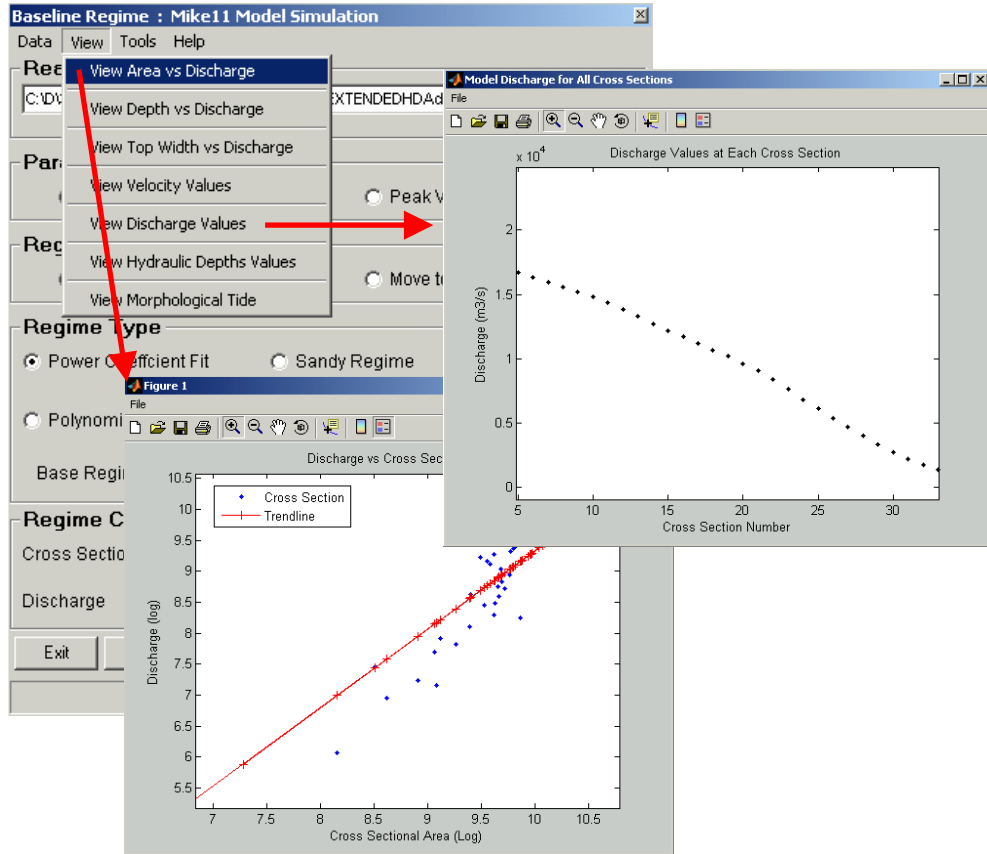 Baseline Regime : Mike11 Model Simulation
Data View Tools Help
View Area vs Discharge
View Depth vs Discharge
View Top Width vs Discharge
View Velocity Values
View Discharge Values
View Hydraulic Depths Values
View Morphological Tide
Peak
Move
Regime Type
Power Coeffcient Fit
Sandy Regime
Polynomi
Base Regi
Regime C
Cross Sectio
Discharge
Exit
Model Discharge for All Cross Sections
File
x 10^4
Discharge Values at Each Cross Section
2
1.5
1
0.5
0
Discharge (m3/s)
5 10 15 20 25 30
Cross Section Number
Figure 1
File
Discharge vs Cross Sec
Cross Section
Trendline
10.5
10
9.5
9
8.5
8
7.5
7
6.5
6
5.5
Discharge (log)
7 7.5 8 8.5 9 9.5 10 10.5
Cross Sectional Area (Log)